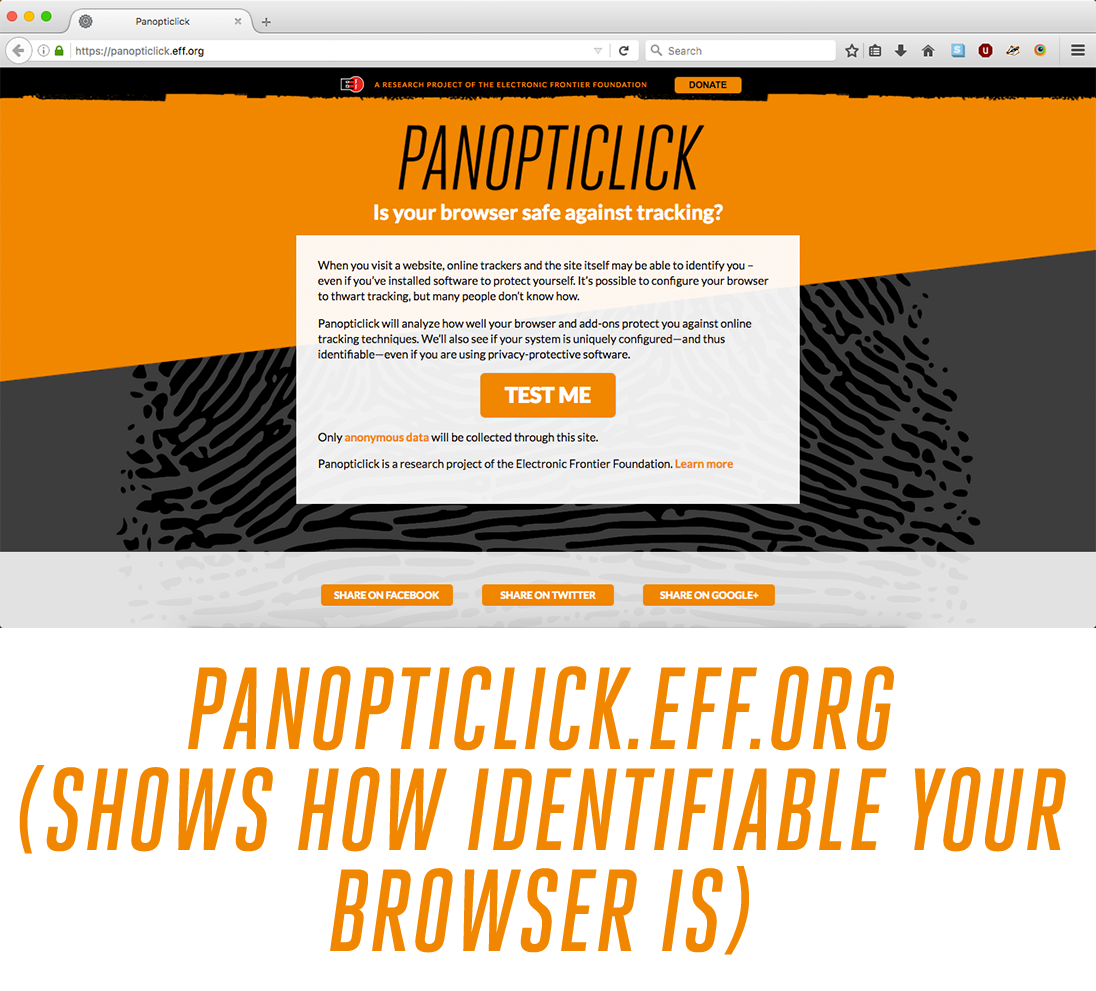 Panopticlick
https://panopticlick.eff.org
Search
A RESEARCH PROJECT OF THE ELECTRONIC FRONTIER FOUNDATION
DONATE
PANOPTICLICK
Is your browser safe against tracking?
When you visit a website, online trackers and the site itself may be able to identify you –
even if you've installed software to protect yourself. It's possible to configure your browser
to thwart tracking, but many people don't know how.
Panopticlick will analyze how well your browser and add-ons protect you against online
tracking techniques. We'll also see if your system is uniquely configured—and thus
identifiable—even if you are using privacy-protective software.
TEST ME
Only anonymous data will be collected through this site.
Panopticlick is a research project of the Electronic Frontier Foundation. Learn more
SHARE ON FACEBOOK
SHARE ON TWITTER
SHARE ON GOOGLE+
PANOPTICLICK.EFF.ORG
(SHOWS HOW IDENTIFIABLE YOUR
BROWSER IS)